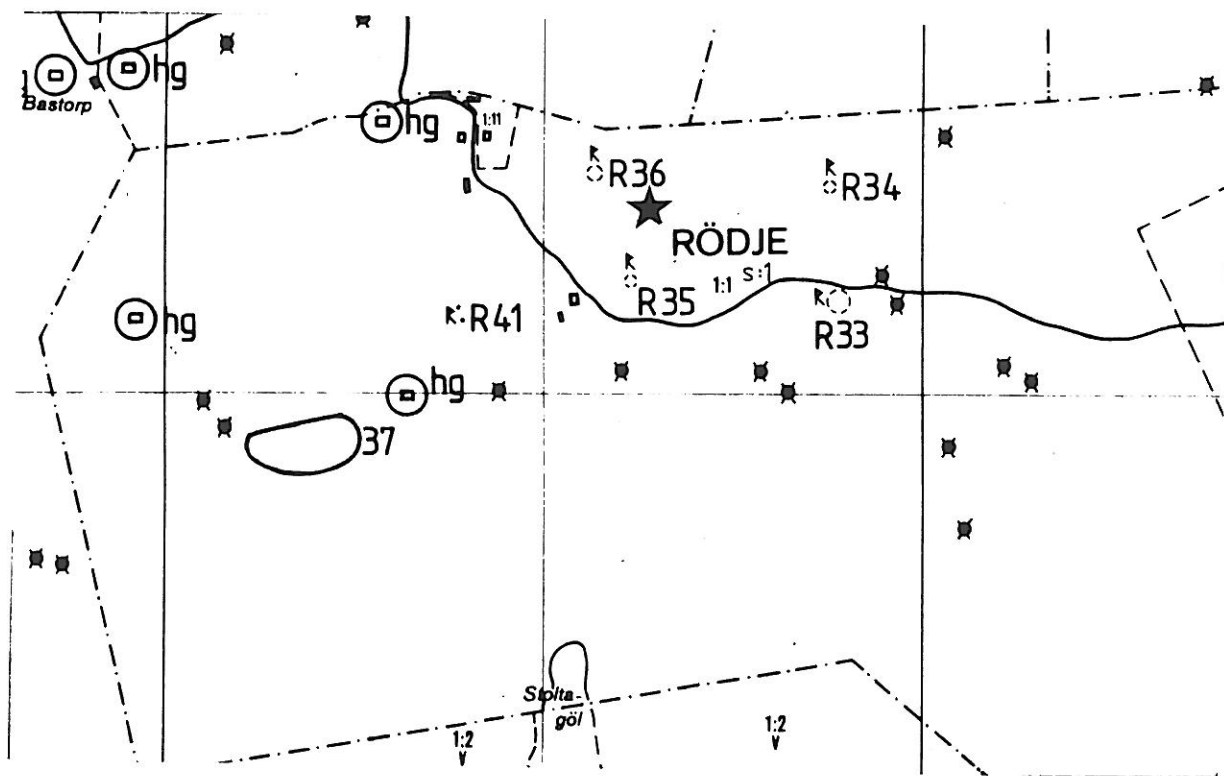 hg
Bastorp
hg
1:11
R36
R34
RÖDJE
1:1 S:1
R35
R41
R33
hg
hg
37
Stolta-
göl
1:2
1:2